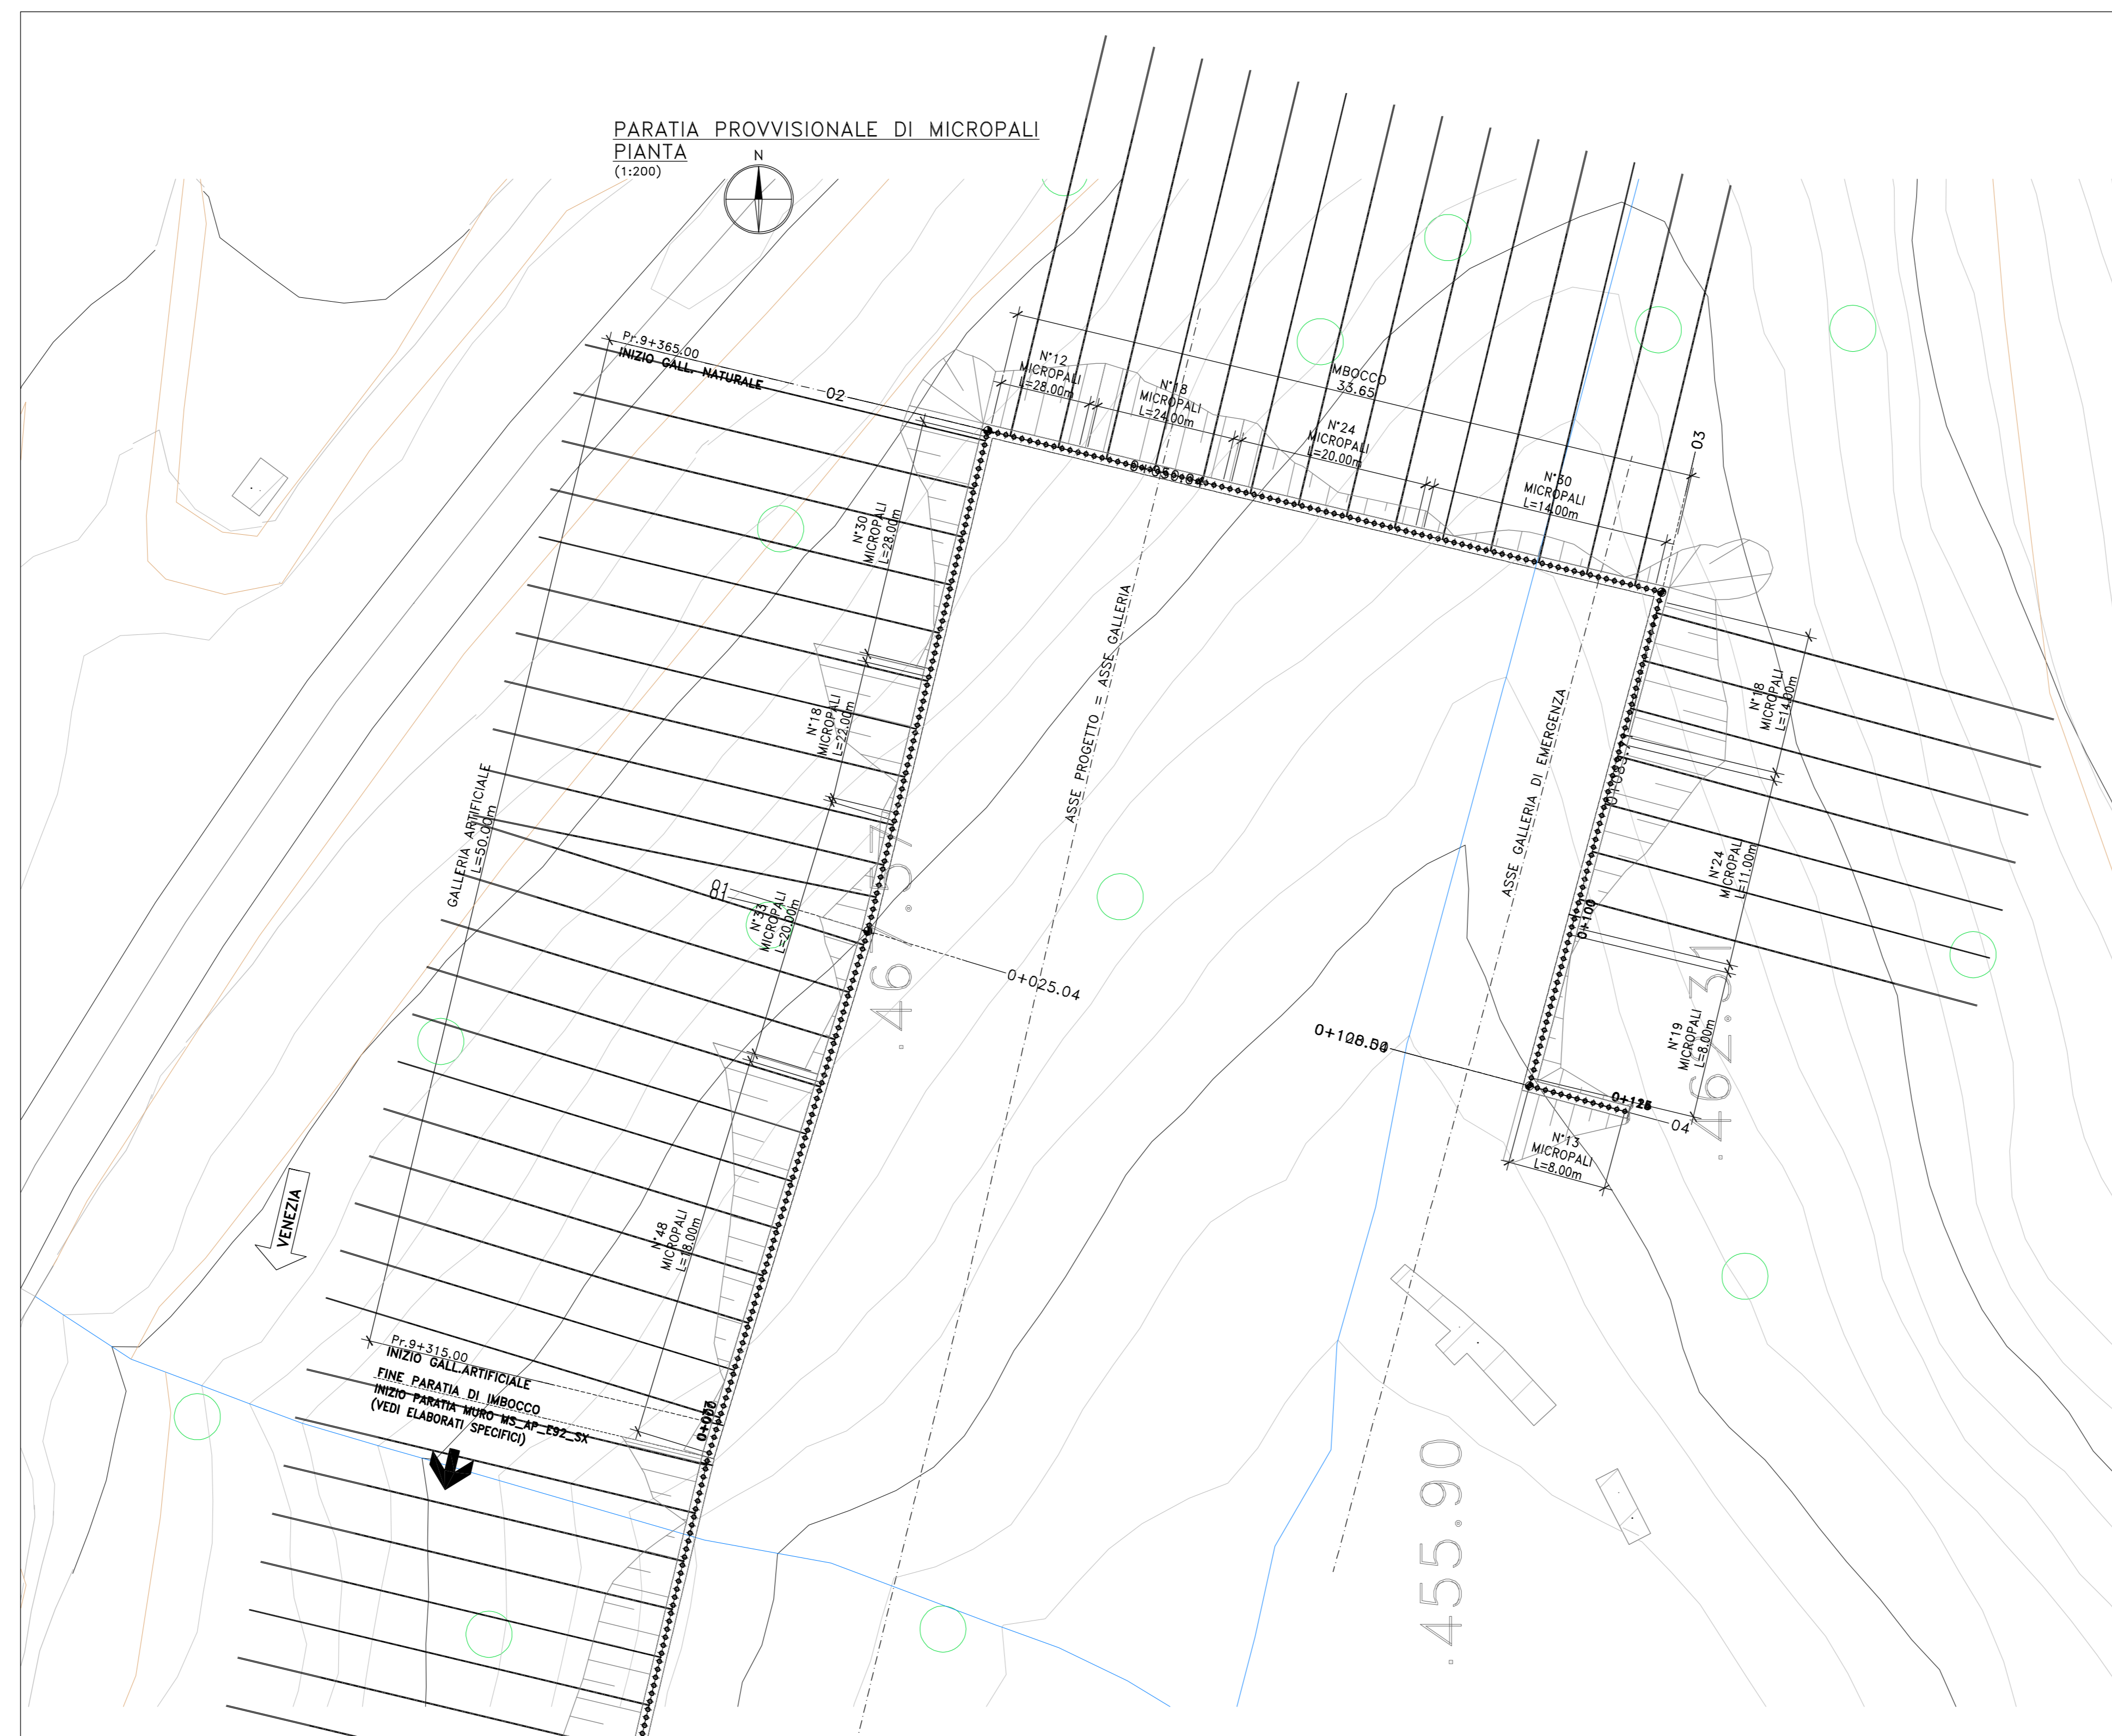 PARATIA PROVVISIONALE DI MICROPALI
PIANTA
(1:200)
N
Pr.9+365.00
INIZIO GALL. NATURALE
02
N°12
MICROPALI
L=28.00m
N°18
MICROPALI
L=24.00m
MBOCCO
33.65
N°24
MICROPALI
L=20.00m
N°30
MICROPALI
L=14.00m
03
N°30
MICROPALI
L=28.00m
N°18
MICROPALI
L=22.00m
GALLERIA ARTIFICIALE
L=50.00m
01
01
N°33
MICROPALI
L=20.00m
0+025.04
ASSE PROGETTO = ASSE GALLERIA
ASSE GALLERIA DI EMERGENZA
N°18
MICROPALI
L=14.00m
N°24
MICROPALI
L=11.00m
0+100
N°19
MICROPALI
L=8.00m
.462.31
04
N°13
MICROPALI
L=8.00m
N°48
MICROPALI
L=18.00m
VENEZIA
Pr.9+315.00
INIZIO GALL.ARTIFICIALE
FINE PARATIA DI IMBOCCO
INIZIO PARATIA MURO MS_AP_E92_SX
(VEDI ELABORATI SPECIFICI)
.455.90